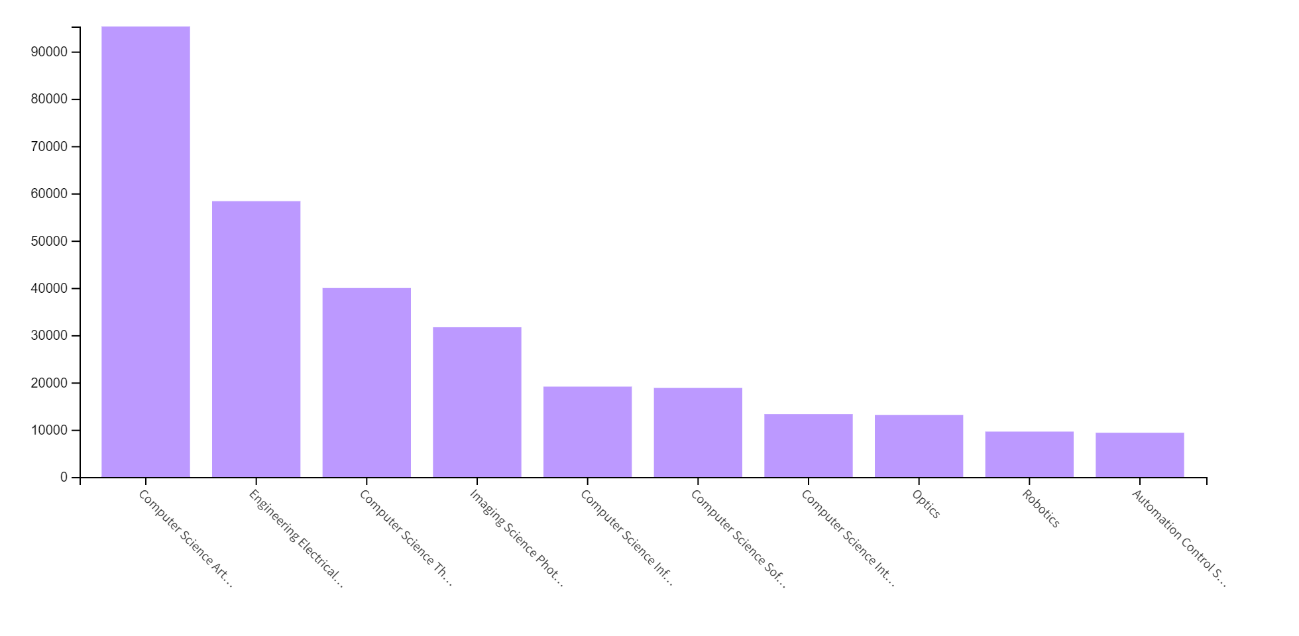 90000
80000
70000
60000
50000
40000
30000
20000
10000
0
Computer Science Art...
Engineering Electrical...
Computer Science Th...
Imaging Science Phot...
Computer Science Inf...
Computer Science Sof...
Computer Science Int...
Optics
Robotics
Automation Control S...